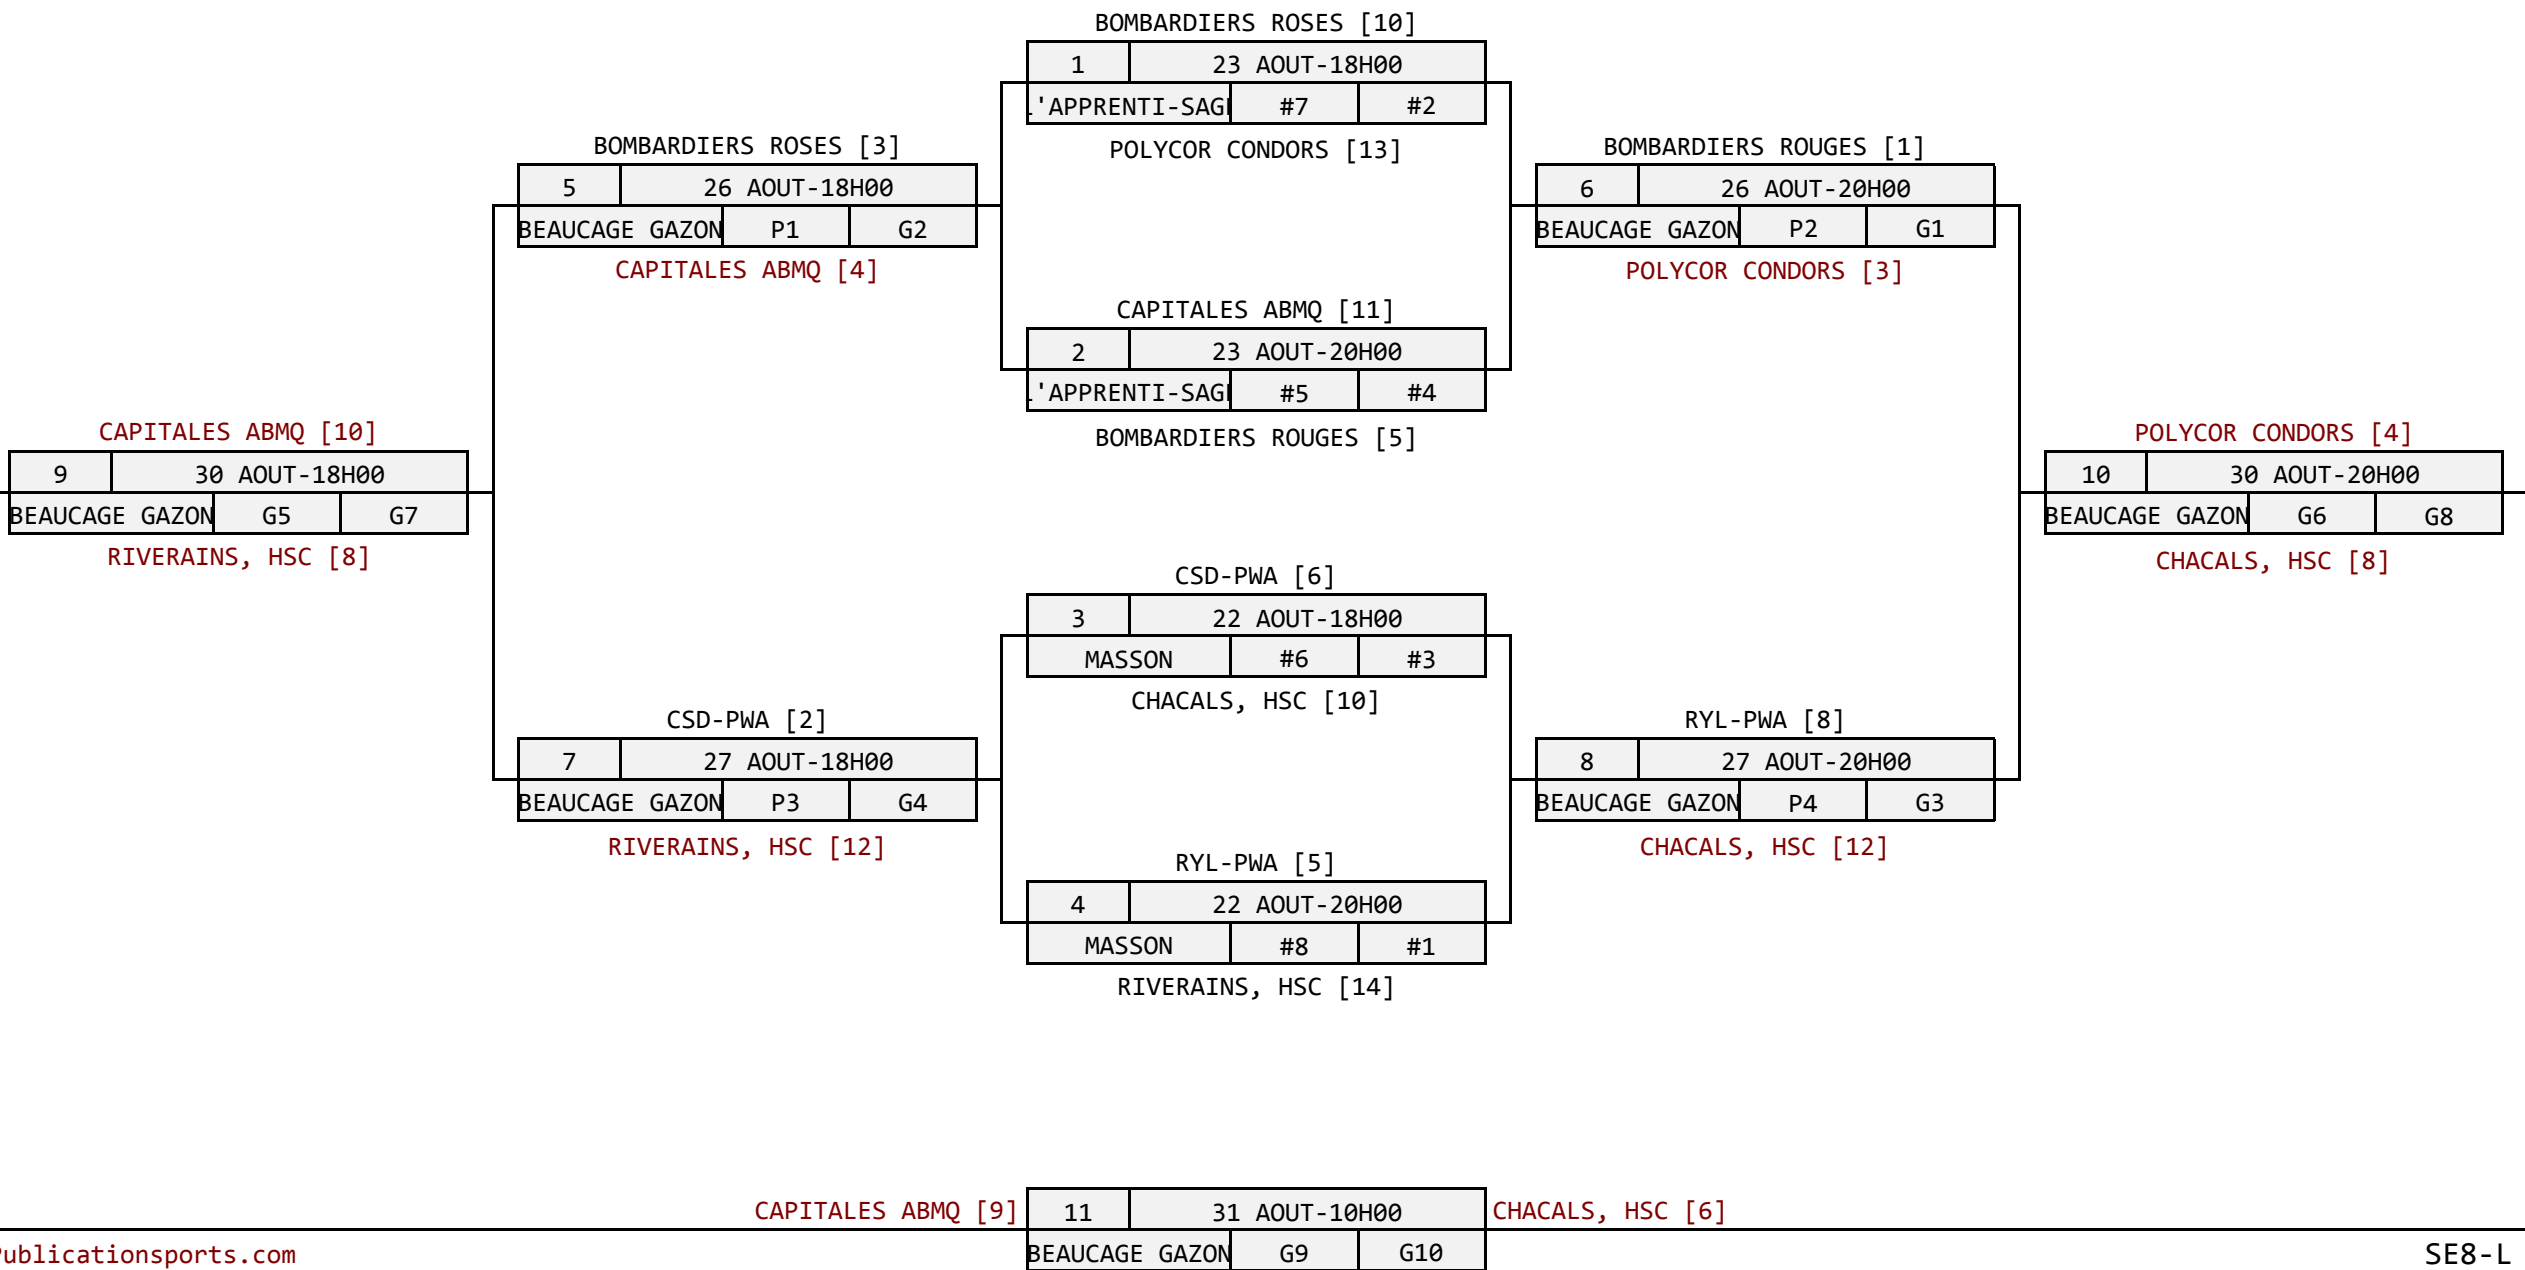 BOMBARDIERS ROSES [10]
1 23 AOUT-18H00
'APPRENTI-SAG #7 #2
POLYCOR CONDORS [13]
BOMBARDIERS ROSES [3]
5 26 AOUT-18H00
BEAUCAGE GAZON P1 G2
CAPITALES ABMQ [4]
BOMBARDIERS ROUGES [1]
6 26 AOUT-20H00
BEAUCAGE GAZON P2 G1
POLYCOR CONDORS [3]
CAPITALES ABMQ [11]
2 23 AOUT-20H00
'APPRENTI-SAG #5 #4
BOMBARDIERS ROUGES [5]
CAPITALES ABMQ [10]
9 30 AOUT-18H00
BEAUCAGE GAZON G5 G7
RIVERAINS, HSC [8]
POLYCOR CONDORS [4]
10 30 AOUT-20H00
BEAUCAGE GAZON G6 G8
CHACALS, HSC [8]
CSD-PWA [6]
3 22 AOUT-18H00
MASSON #6 #3
CHACALS, HSC [10]
CSD-PWA [2]
7 27 AOUT-18H00
BEAUCAGE GAZON P3 G4
RIVERAINS, HSC [12]
RYL-PWA [8]
8 27 AOUT-20H00
BEAUCAGE GAZON P4 G3
CHACALS, HSC [12]
RYL-PWA [5]
4 22 AOUT-20H00
MASSON #8 #1
RIVERAINS, HSC [14]
CAPITALES ABMQ [9] 11 31 AOUT-10H00 CHACALS, HSC [6]
BEAUCAGE GAZON G9 G10
Publicationsports.com
SE8-L